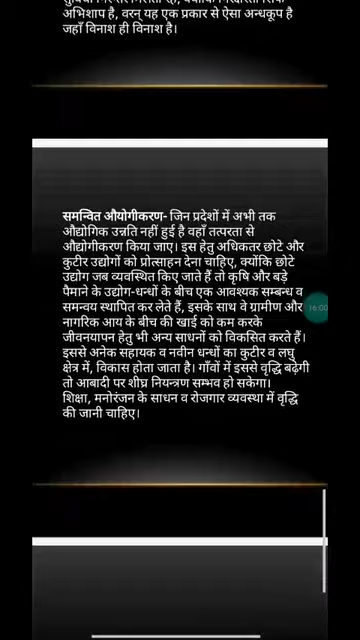 अभिशाप है, वरन् यह एक प्रकार से ऐसा अन्धकूप है
जहाँ विनाश ही विनाश है।
समन्वित औयोगीकरण- जिन प्रदेशों में अभी तक
औद्योगिक उन्नति नहीं हुई है वहाँ तत्परता से
औद्योगीकरण किया जाए। इस हेतु अधिकतर छोटे और
कुटीर उद्योगों को प्रोत्साहन देना चाहिए, क्योंकि छोटे
उद्योग जब व्यवस्थित किए जाते हैं तो कृषि और बड़े
पैमाने के उद्योग-धन्धों के बीच एक आवश्यक सम्बन्ध व
समन्वय स्थापित कर लेते हैं, इसके साथ वे ग्रामीण और
नागरिक आय के बीच की खाई को कम करके
जीवनयापन हेतु भी अन्य साधनों को विकसित करते हैं।
इससे अनेक सहायक व नवीन धन्धों का कुटीर व लघु
क्षेत्र में, विकास होता जाता है। गाँवों में इससे वृद्धि बढ़ेगी
तो आबादी पर शीघ्र नियन्त्रण सम्भव हो सकेगा।
शिक्षा, मनोरंजन के साधन व रोजगार व्यवस्था में वृद्धि
की जानी चाहिए।
16:00